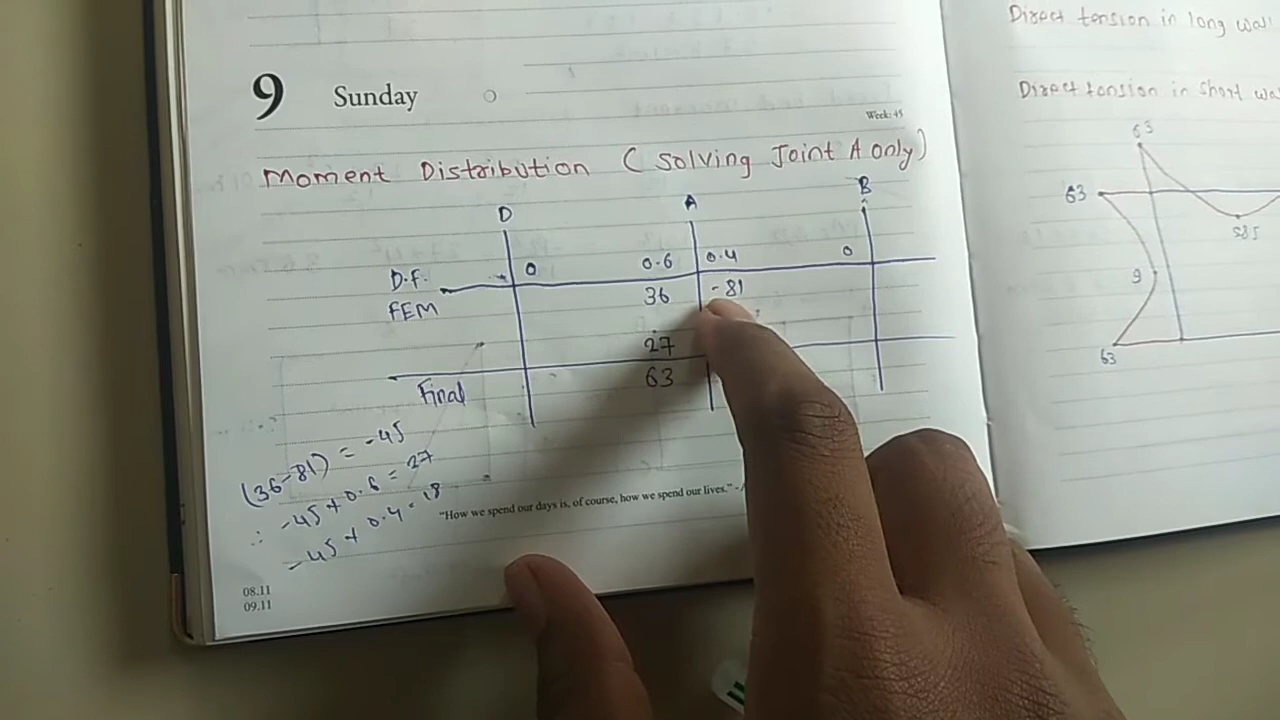 Direct tension in long wall
9 Sunday
Direct tension in short
Week: 45
Moment Distribution (Solving Joint A only)
D A B
D.F. 0 0.6 0.4 0
FEM 36 -81
27
Final 63
(36-81) = -45
∴ -45 + 0.6 = 27
-45 + 0.4 = 18
"How we spend our days is, of course, how we spend our lives." -
08.11
09.11
63
63
585
9
63